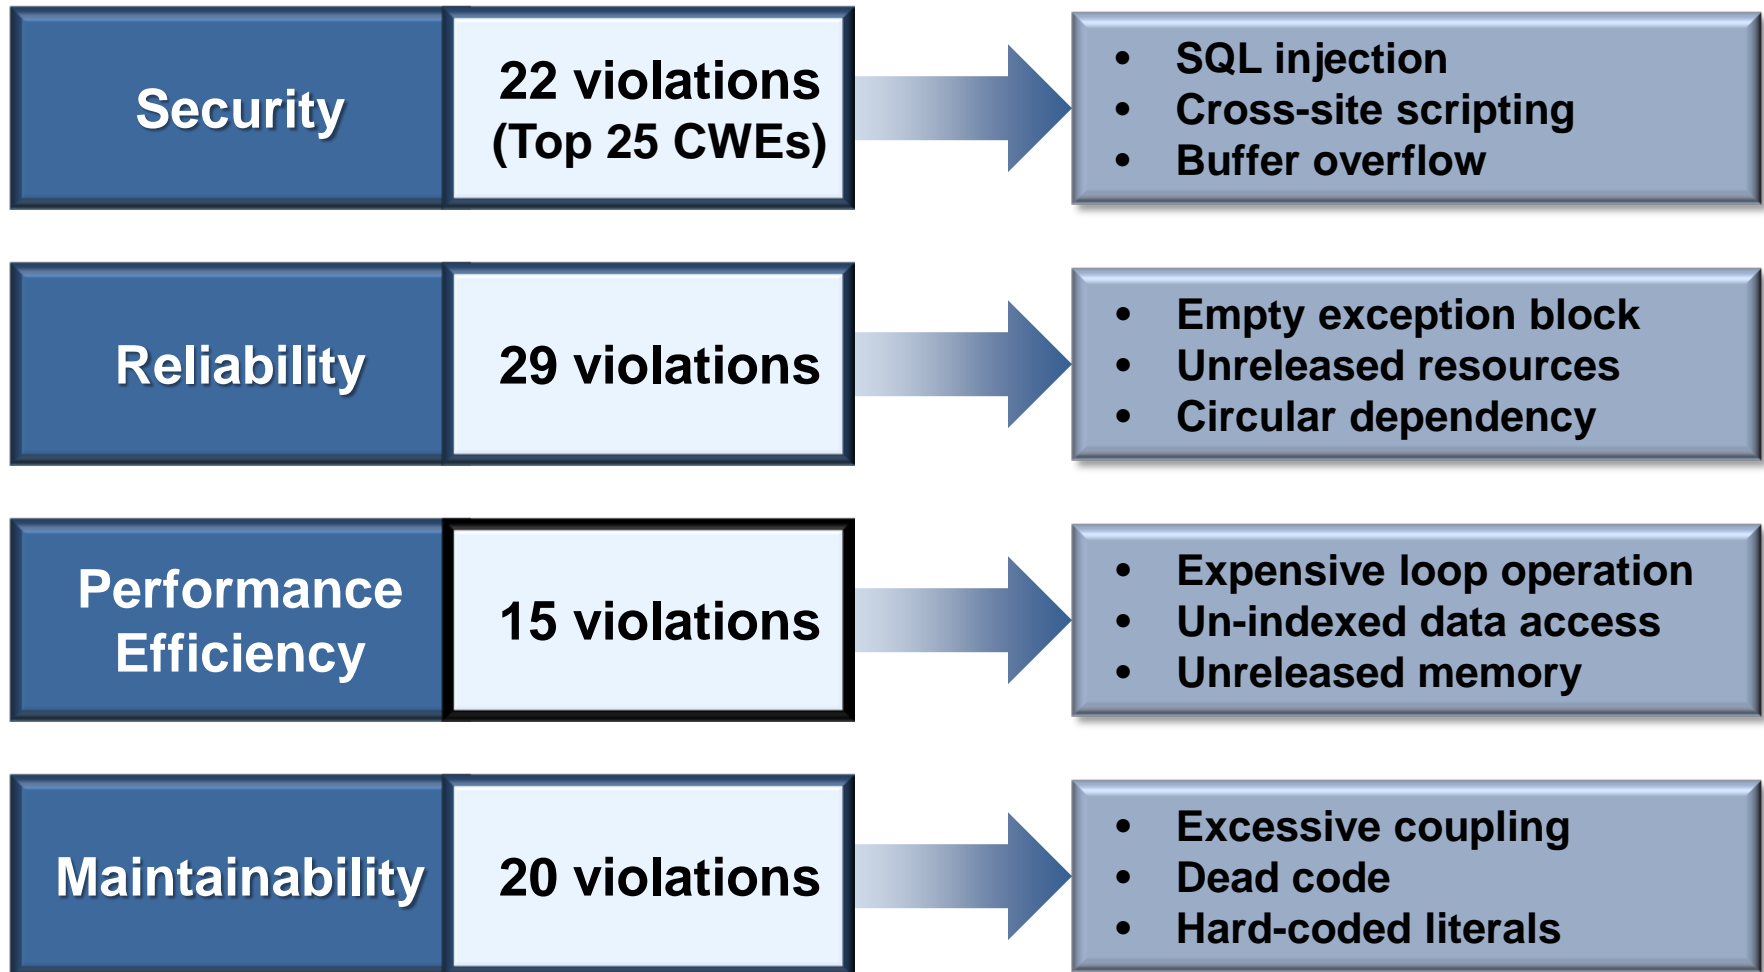 Security
22 violations
(Top 25 CWEs)
• SQL injection
• Cross-site scripting
• Buffer overflow
Reliability
29 violations
• Empty exception block
• Unreleased resources
• Circular dependency
Performance
Efficiency
15 violations
• Expensive loop operation
• Un-indexed data access
• Unreleased memory
Maintainability
20 violations
• Excessive coupling
• Dead code
• Hard-coded literals